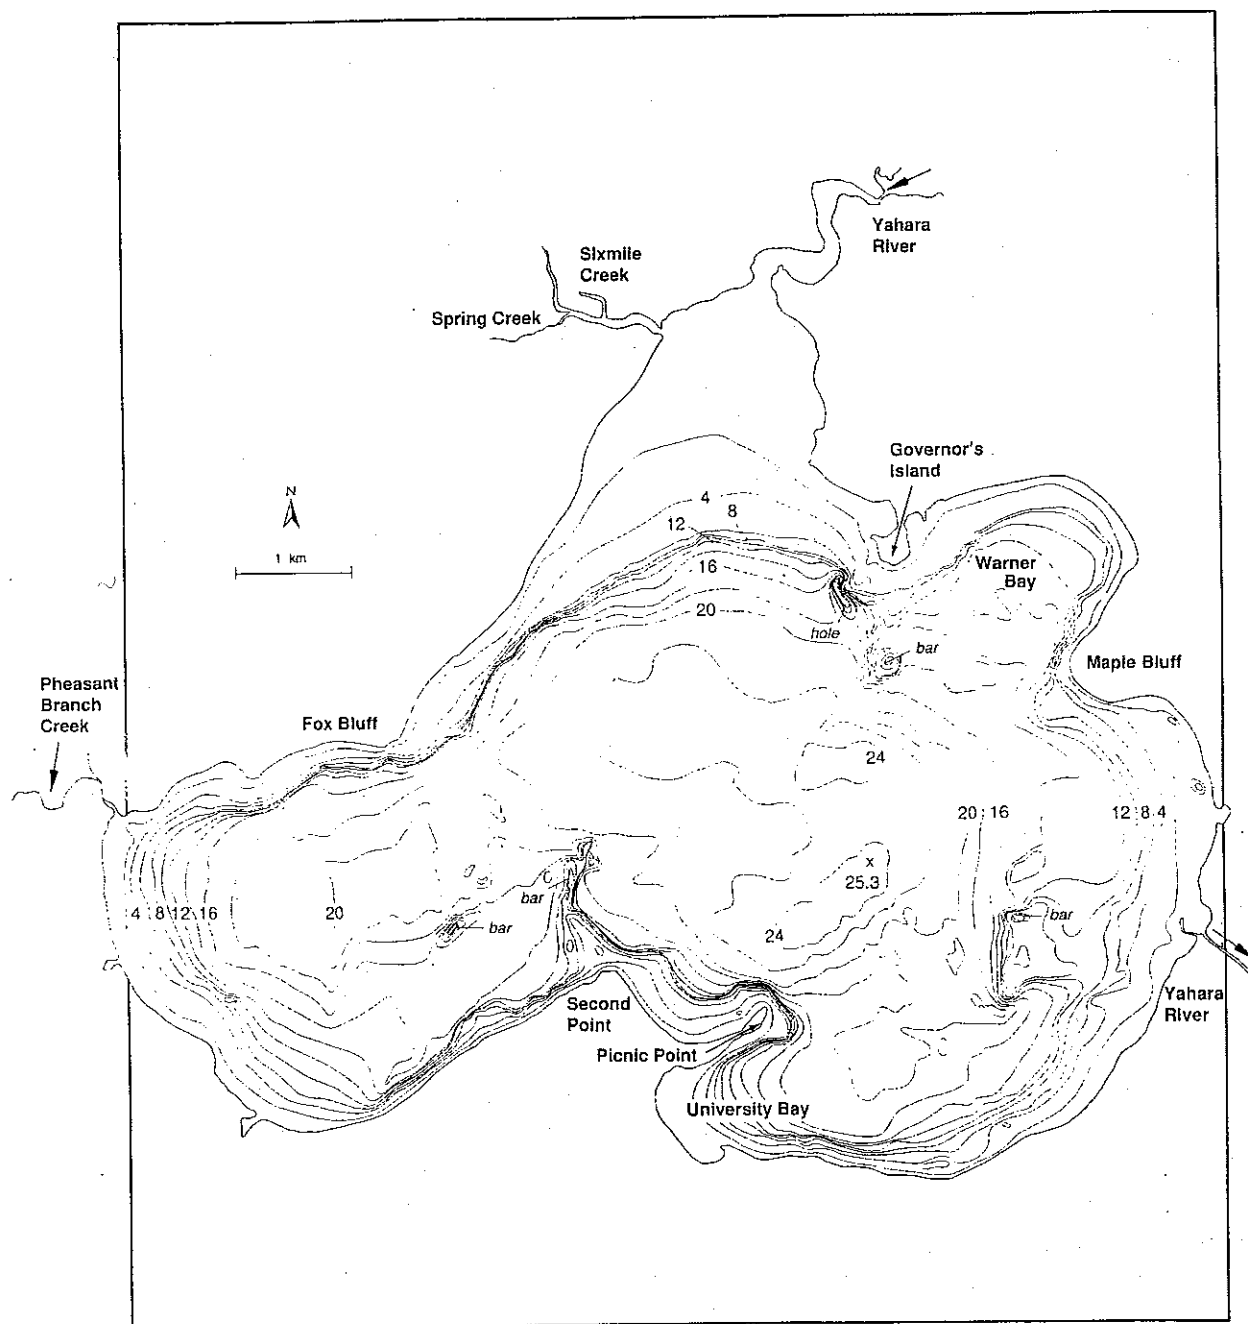 Yahara
River
Sixmile
Creek
Spring Creek
Governor's
Island
N
1 km
4
8
12
16
20
hole
bar
Warner
Bay
Maple Bluff
Pheasant
Branch
Creek
Fox Bluff
24
20 16
12 8 4
x
25.3
4 8 12 16
20
bar
bar
bar
24
Second
Point
Picnic Point
University Bay
Yahara
River